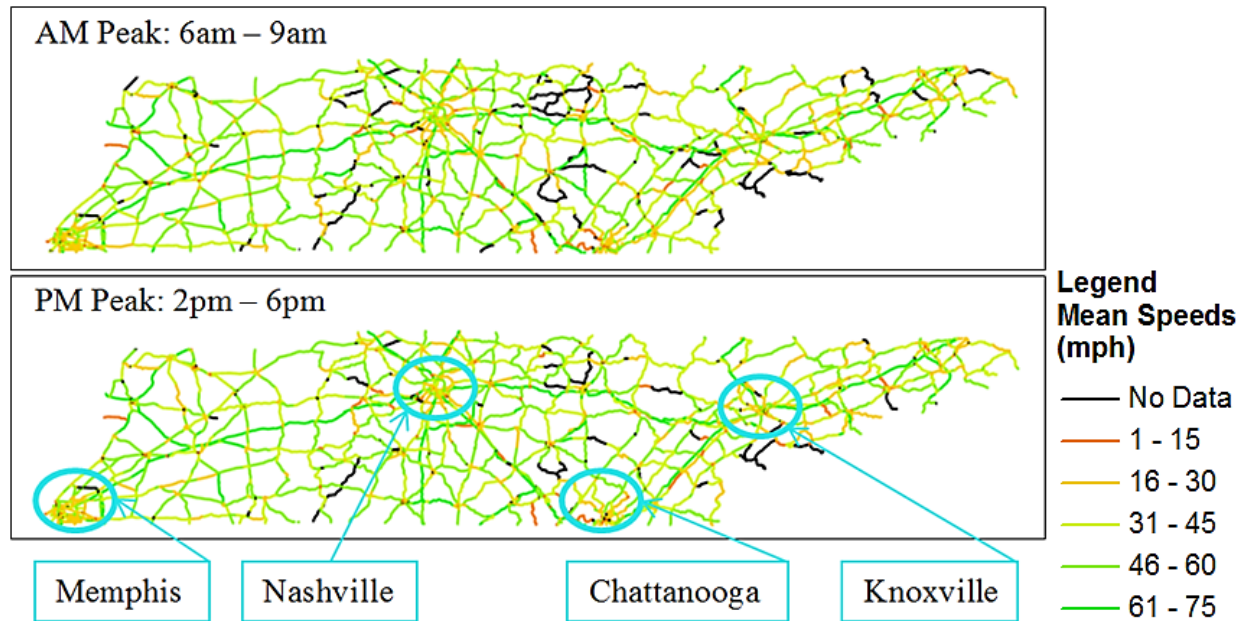 AM Peak: 6am – 9am
PM Peak: 2pm – 6pm
Legend
Mean Speeds
(mph)
No Data
1 - 15
16 - 30
31 - 45
46 - 60
61 - 75
Memphis
Nashville
Chattanooga
Knoxville